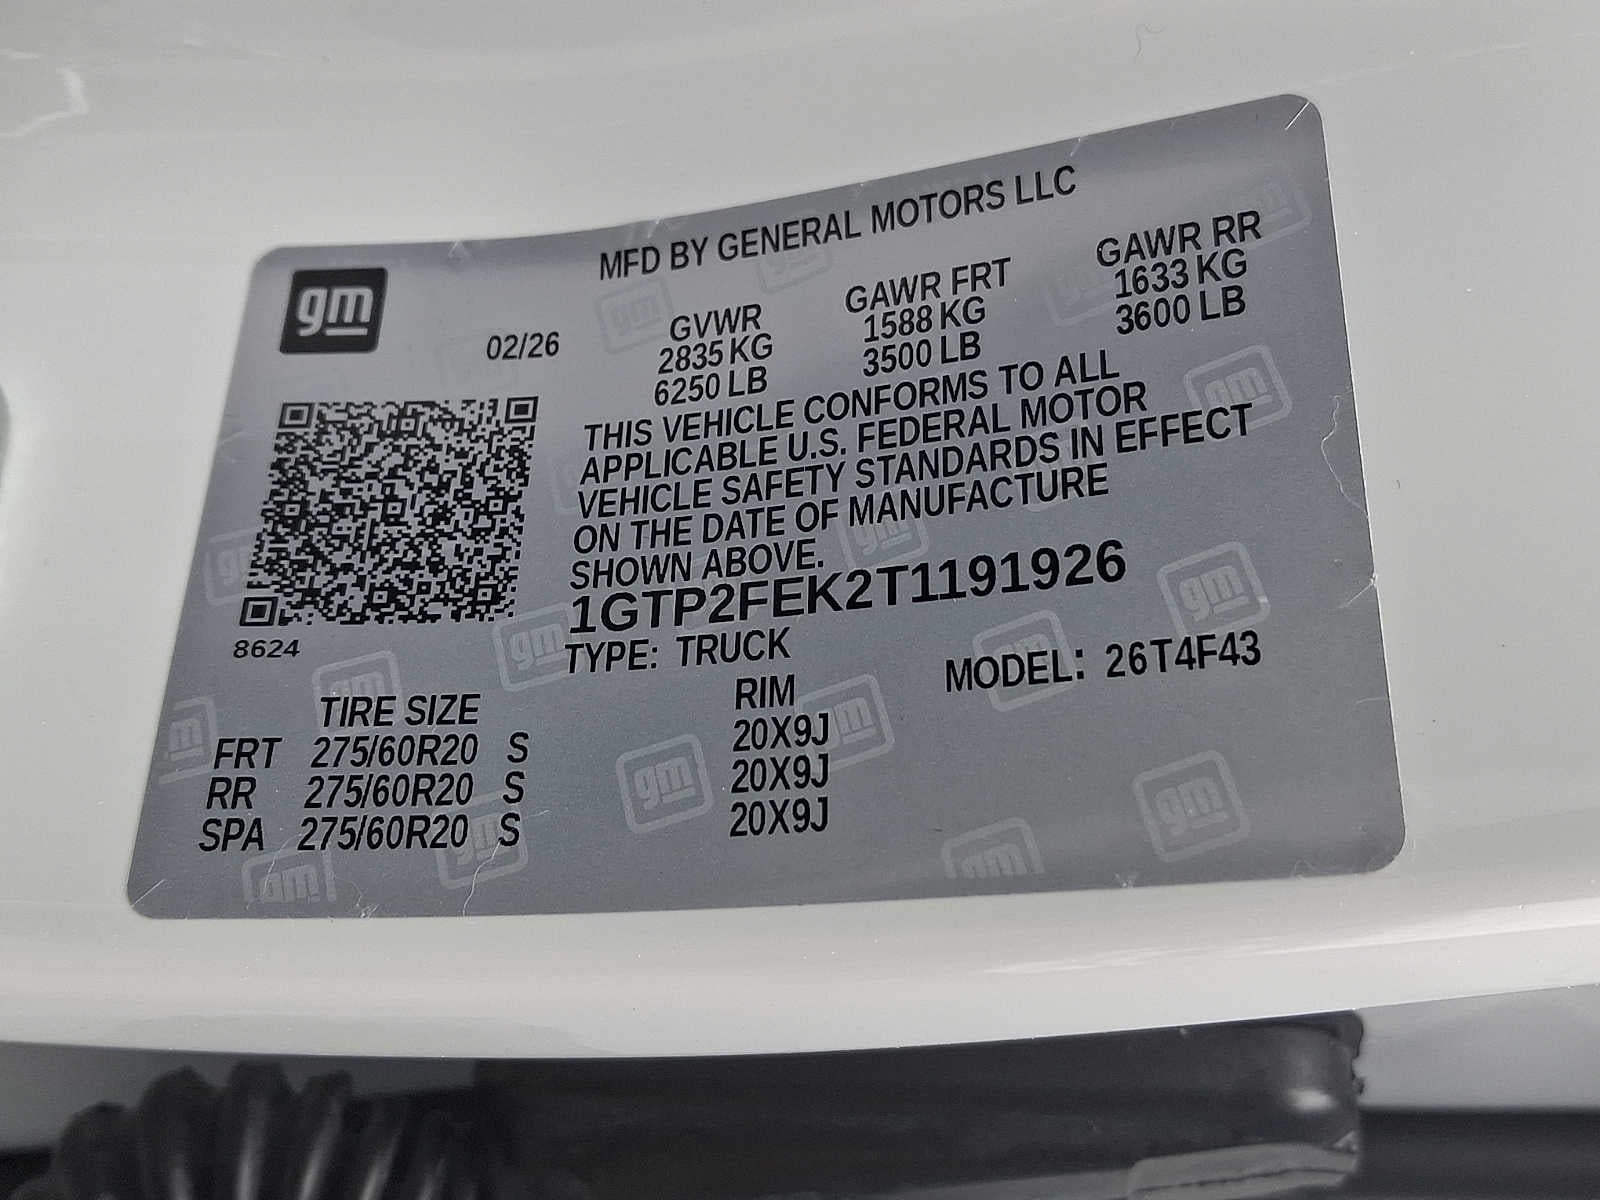 MFD BY GENERAL MOTORS LLC
gm
02/26
GVWR GAWR FRT GAWR RR
2835 KG 1588 KG 1633 KG
6250 LB 3500 LB 3600 LB
THIS VEHICLE CONFORMS TO ALL
APPLICABLE U.S. FEDERAL MOTOR
VEHICLE SAFETY STANDARDS IN EFFECT
ON THE DATE OF MANUFACTURE
SHOWN ABOVE.
1GTP2FEK2T1191926
8624
TYPE: TRUCK MODEL: 26T4F43
TIRE SIZE RIM
FRT 275/60R20 S 20X9J
RR 275/60R20 S 20X9J
SPA 275/60R20 S 20X9J